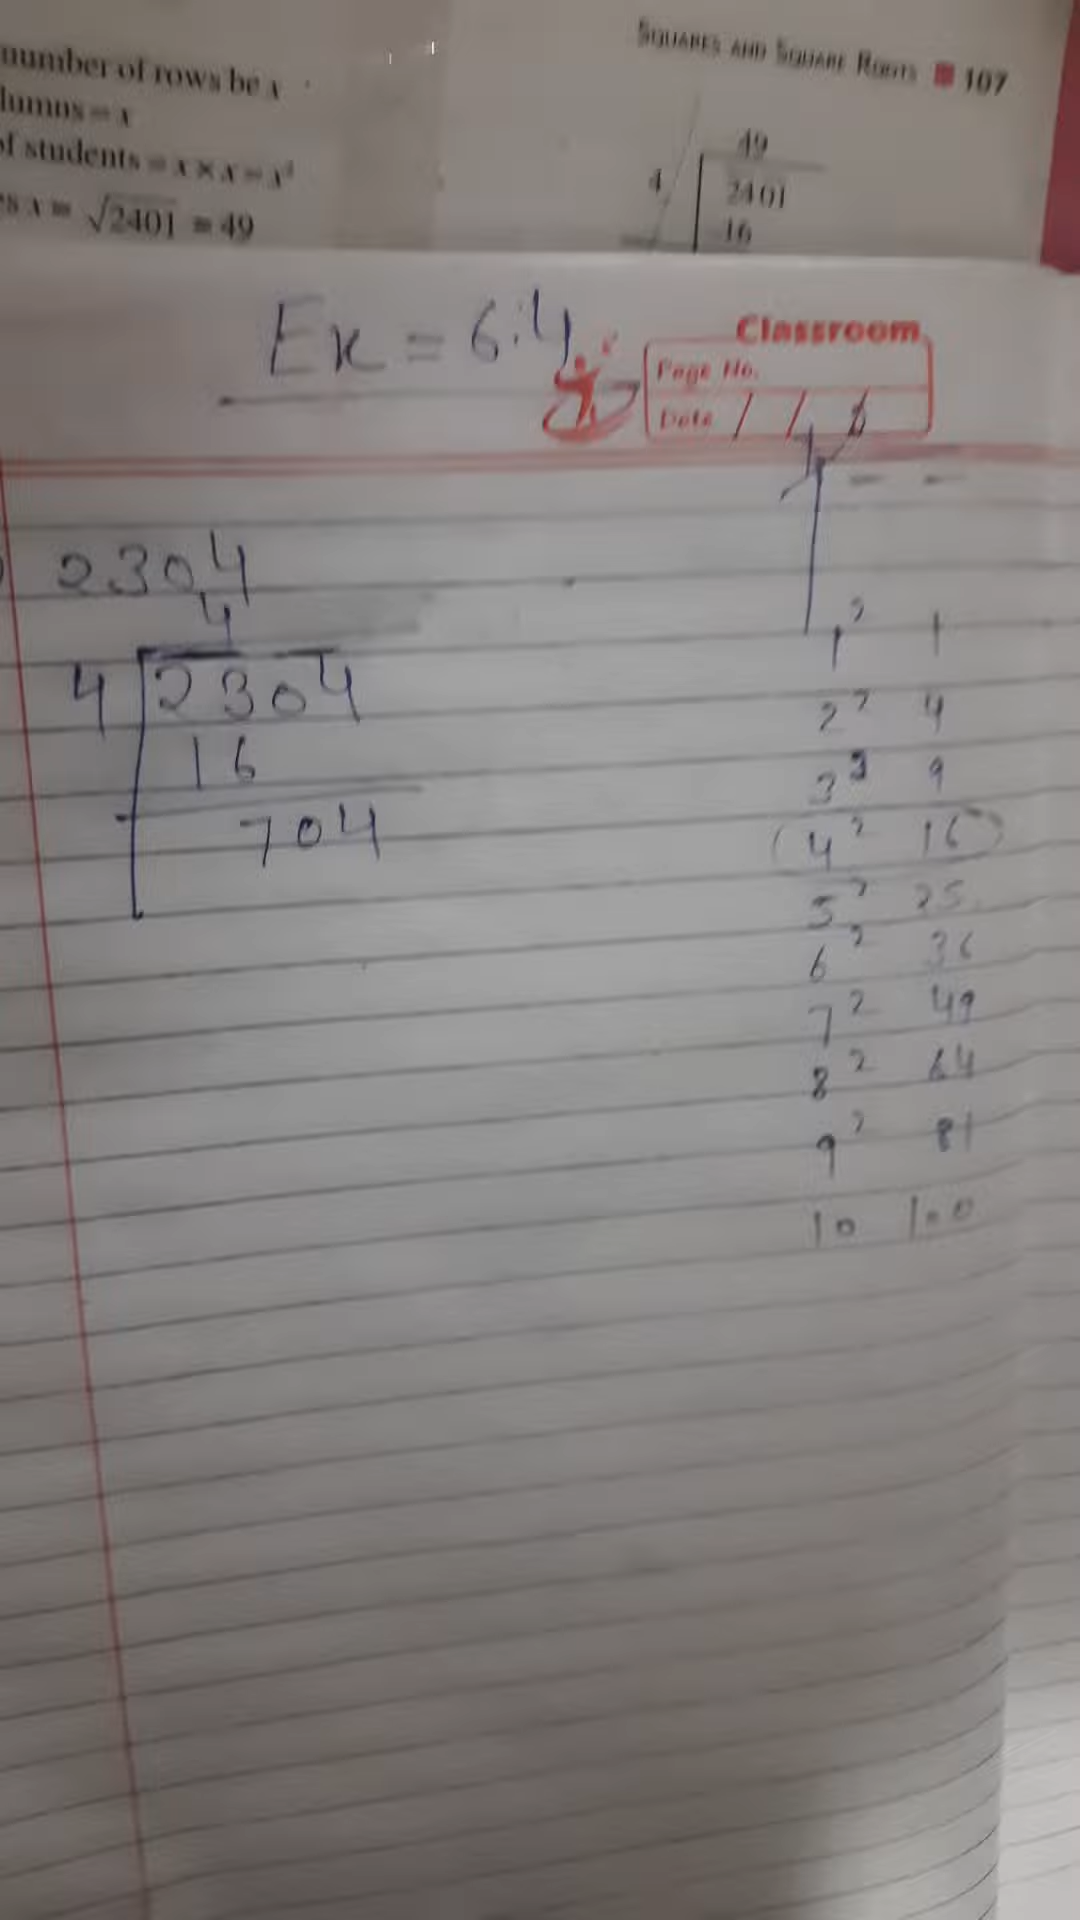 number of rows be x
lumns = x
of students = x × x = x²
es x = √2401 = 49
SQUARES AND SQUARE ROOTS ■ 107
49
4 2401
16
Ex = 6.4
Classroom
Page No.
Date / /
2304
4
4 2304
16
704
1² 1
2² 4
3² 9
4² 16
5² 25
6² 36
7² 49
8² 64
9² 81
10 100